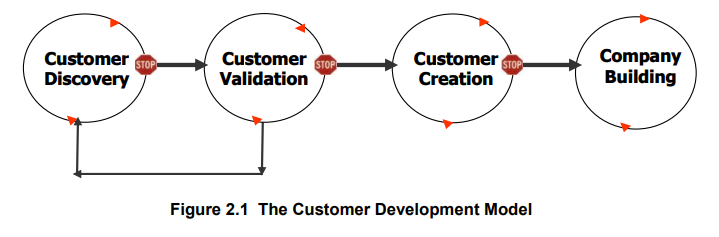 Customer
Discovery
STOP
Customer
Validation
STOP
Customer
Creation
STOP
Company
Building
Figure 2.1 The Customer Development Model